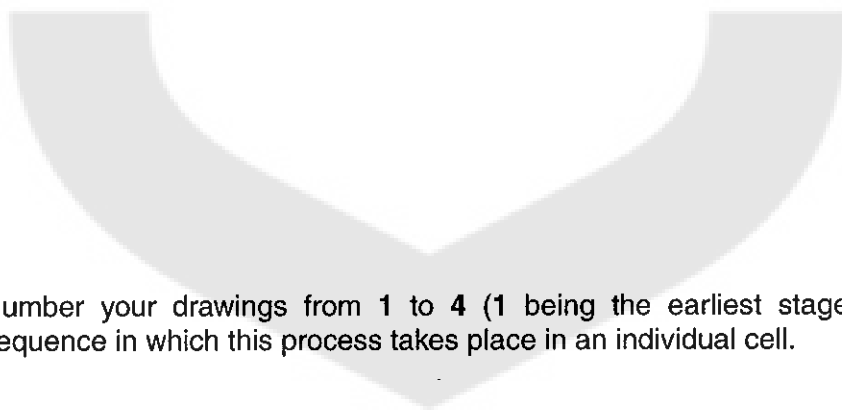 umber your drawings from 1 to 4 (1 being the earliest stage
equence in which this process takes place in an individual cell.